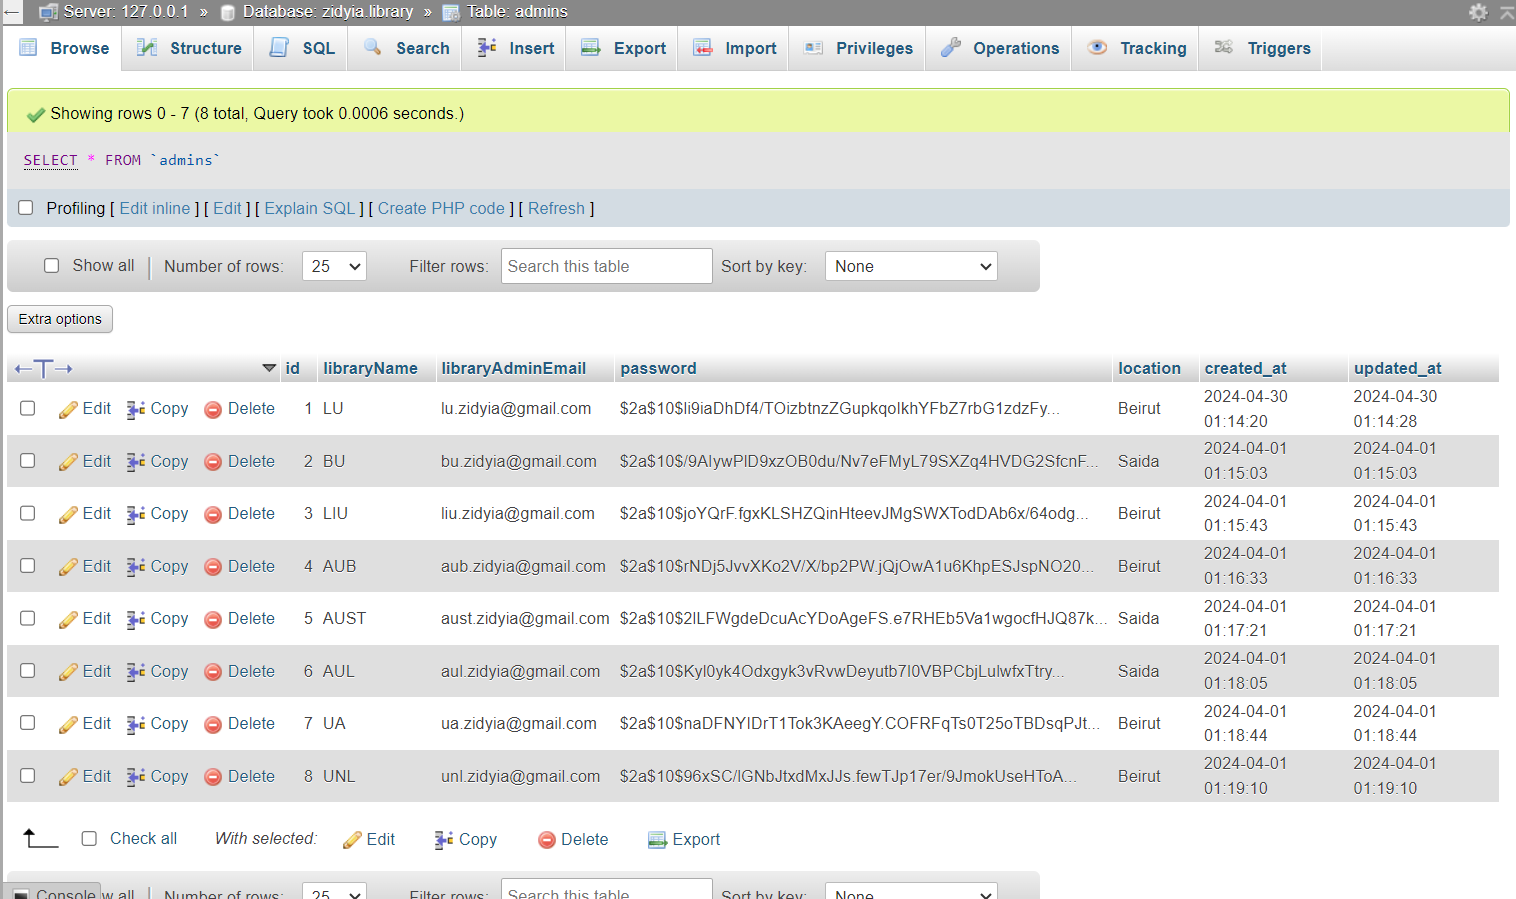 Server: 127.0.0.1 » Database: zidyia.library » Table: admins
Browse Structure SQL Search Insert Export Import Privileges Operations Tracking Triggers
Showing rows 0 - 7 (8 total, Query took 0.0006 seconds.)
SELECT * FROM `admins`
Profiling [ Edit inline ] [ Edit ] [ Explain SQL ] [ Create PHP code ] [ Refresh ]
Show all | Number of rows: 25 Filter rows: Search this table Sort by key: None
Extra options
id libraryName libraryAdminEmail password location created_at updated_at
Edit Copy Delete 1 LU lu.zidyia@gmail.com $2a$10$li9iaDhDf4/TOizbtnzZGupkqoIkhYFbZ7rbG1zdzFy... Beirut 2024-04-30 01:14:20 2024-04-30 01:14:28
Edit Copy Delete 2 BU bu.zidyia@gmail.com $2a$10$/9AIywPlD9xzOB0du/Nv7eFMyL79SXZq4HVDG2SfcnF... Saida 2024-04-01 01:15:03 2024-04-01 01:15:03
Edit Copy Delete 3 LIU liu.zidyia@gmail.com $2a$10$joYQrF.fgxKLSHZQinHteevJMgSWXTodDAb6x/64odg... Beirut 2024-04-01 01:15:43 2024-04-01 01:15:43
Edit Copy Delete 4 AUB aub.zidyia@gmail.com $2a$10$rNDj5JvvXKo2V/X/bp2PW.jQjOwA1u6KhpESJspNO20... Beirut 2024-04-01 01:16:33 2024-04-01 01:16:33
Edit Copy Delete 5 AUST aust.zidyia@gmail.com $2a$10$2ILFWgdeDcuAcYDoAgeFS.e7RHEb5Va1wgocfHJQ87k... Saida 2024-04-01 01:17:21 2024-04-01 01:17:21
Edit Copy Delete 6 AUL aul.zidyia@gmail.com $2a$10$Kyl0yk4Odxgyk3vRvwDeyutb7I0VBPCbjLulwfxTtry... Saida 2024-04-01 01:18:05 2024-04-01 01:18:05
Edit Copy Delete 7 UA ua.zidyia@gmail.com $2a$10$naDFNYIDrT1Tok3KAeegY.COFRFqTs0T25oTBDsqPJt... Beirut 2024-04-01 01:18:44 2024-04-01 01:18:44
Edit Copy Delete 8 UNL unl.zidyia@gmail.com $2a$10$96xSC/IGNbJtxdMxJJs.fewTJp17er/9JmokUseHToA... Beirut 2024-04-01 01:19:10 2024-04-01 01:19:10
Check all With selected: Edit Copy Delete Export
Console w all | Number of rows: 25 Filter rows: Search this table Sort by key: None